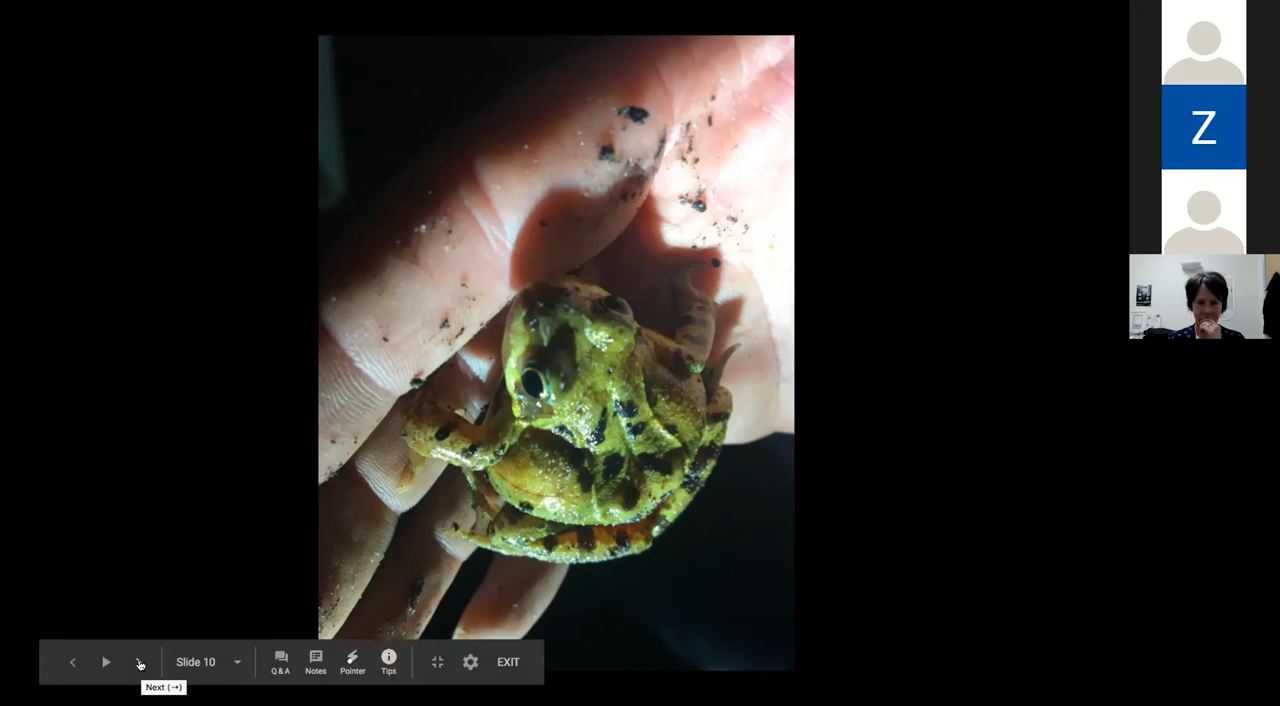 Z
Slide 10
Q&A
Notes
Pointer
Tips
EXIT
Next (→)